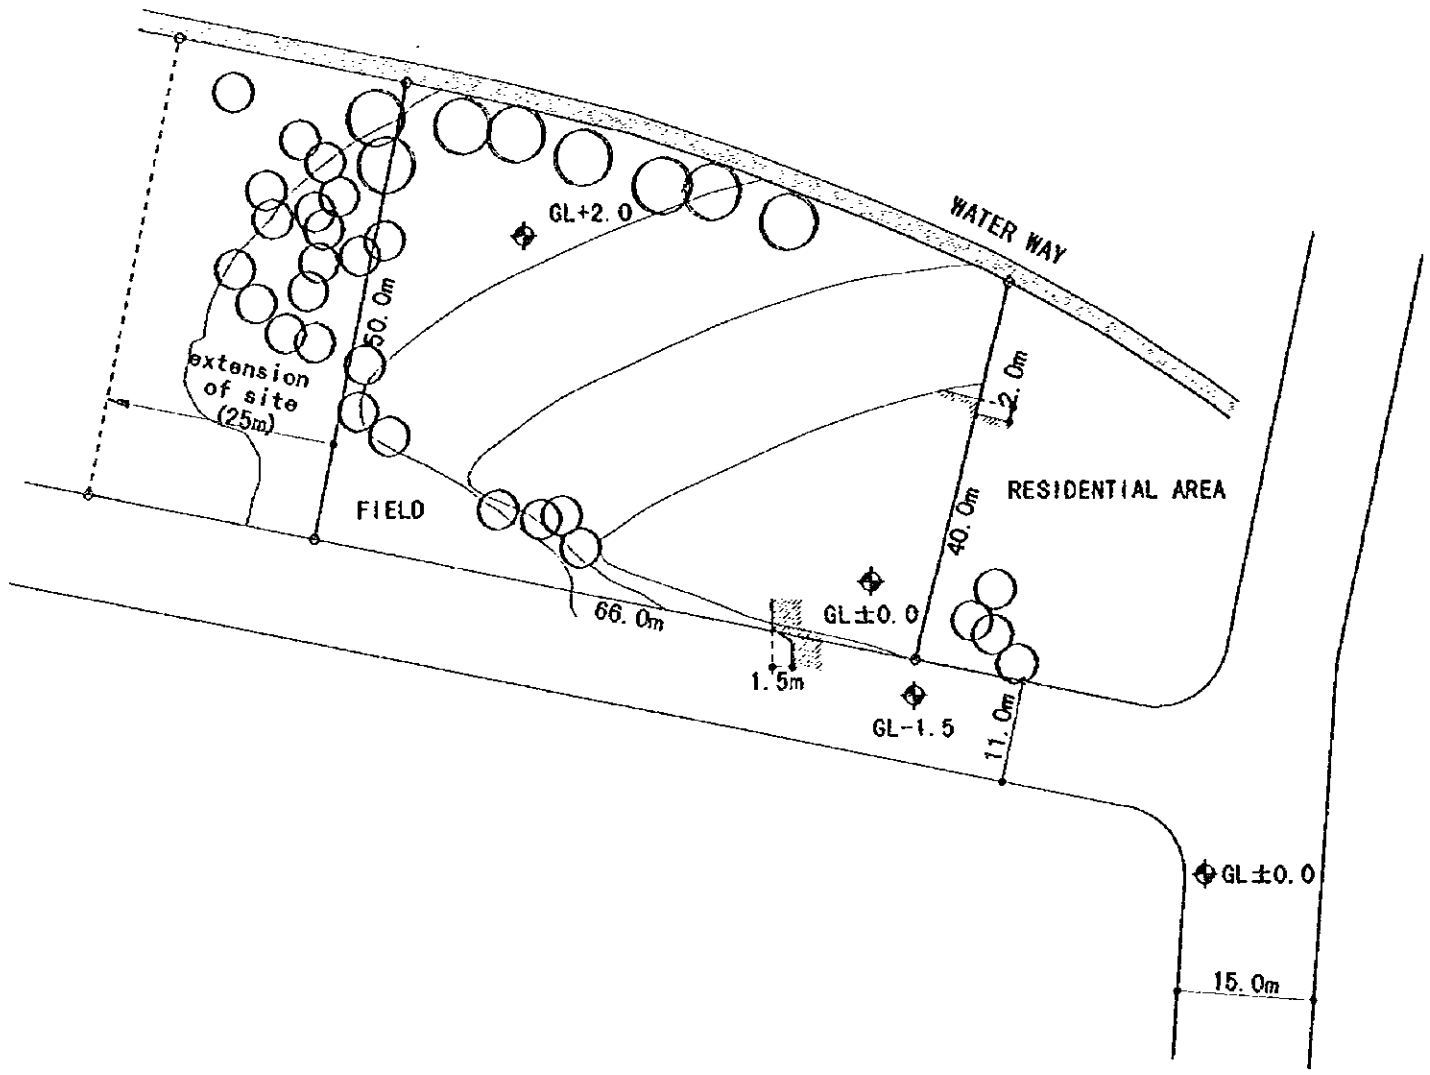 WATER WAY
GL+2.0
50.0m
extension
of site
(25m)
2.0m
RESIDENTIAL AREA
FIELD
40.0m
GL±0.0
66.0m
1.5m
GL-1.5
11.0m
GL±0.0
15.0m